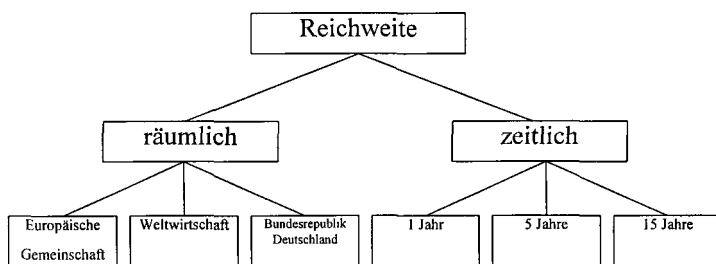 Reichweite
räumlich
zeitlich
Europäische
Gemeinschaft
Weltwirtschaft
Bundesrepublik
Deutschland
1 Jahr
5 Jahre
15 Jahre